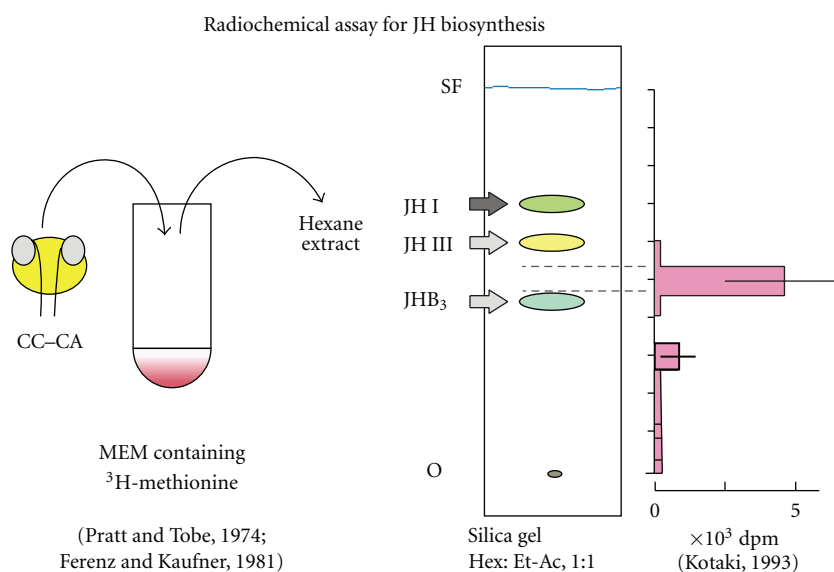 Radiochemical assay for JH biosynthesis
CC–CA
Hexane
extract
MEM containing
³H-methionine
(Pratt and Tobe, 1974;
Ferenz and Kaufner, 1981)
SF
JH I
JH III
JHB₃
O
Silica gel
Hex: Et-Ac, 1:1
0 5
×10³ dpm
(Kotaki, 1993)